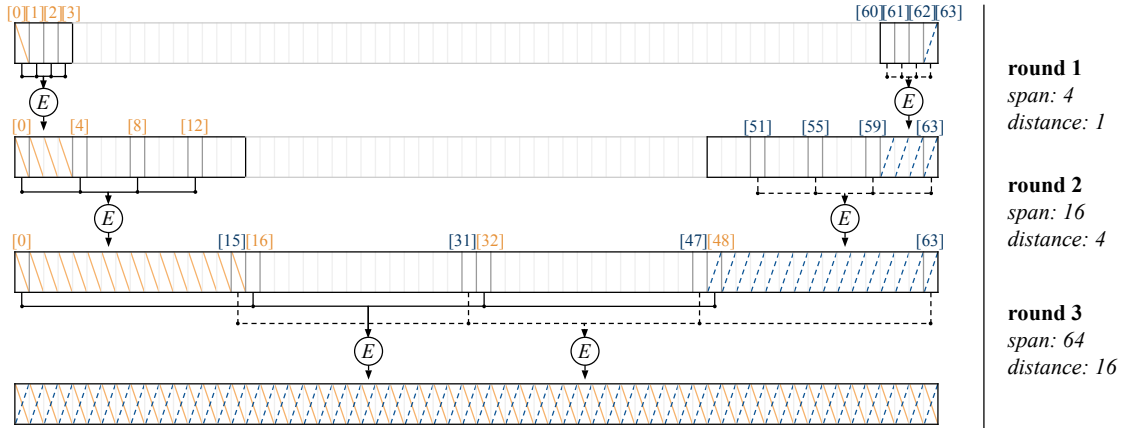 [0][1][2][3] [60][61][62][63]
E E
round 1
span: 4
distance: 1
[0] [4] [8] [12] [51] [55] [59] [63]
E E
round 2
span: 16
distance: 4
[0] [15][16] [31][32] [47][48] [63]
E E
round 3
span: 64
distance: 16